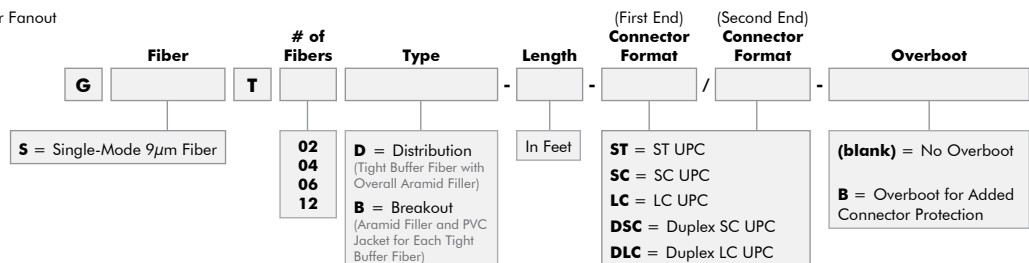 Fanout
(First End)
(Second End)
# of
Connector
Connector
Fiber
Fibers
Type
Length
Format
Format
Overboot
G
T
-
-
/
-
S = Single-Mode 9µm Fiber
02
04
06
12
D = Distribution
(Tight Buffer Fiber with
Overall Aramid Filler)
B = Breakout
(Aramid Filler and PVC
Jacket for Each Tight
Buffer Fiber)
In Feet
ST = ST UPC
SC = SC UPC
LC = LC UPC
DSC = Duplex SC UPC
DLC = Duplex LC UPC
(blank) = No Overboot
B = Overboot for Added
Connector Protection